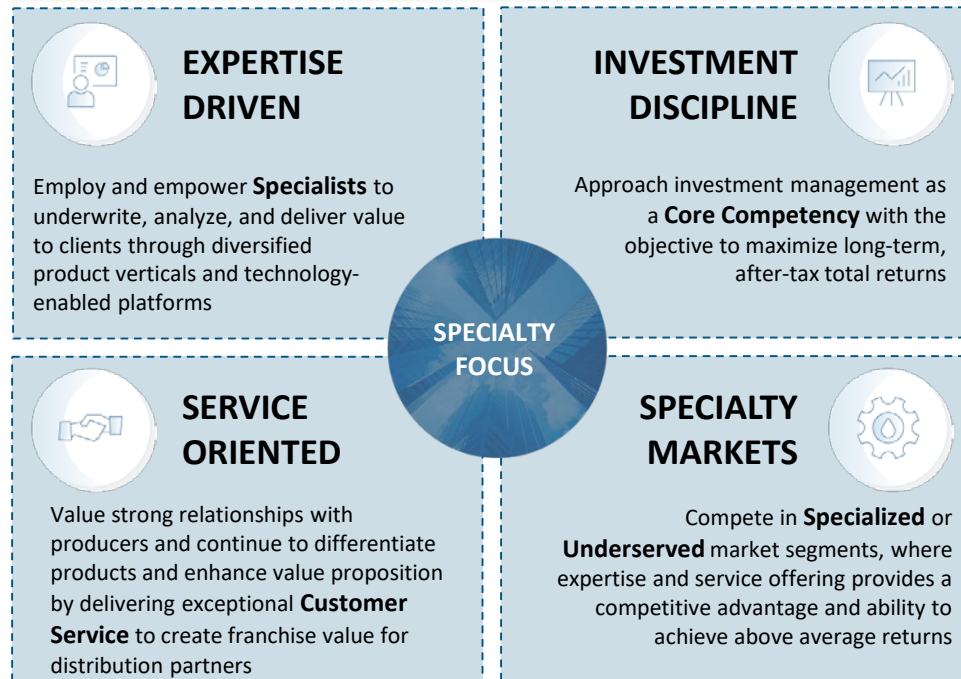 EXPERTISE
DRIVEN
Employ and empower Specialists to
underwrite, analyze, and deliver value
to clients through diversified
product verticals and technology-
enabled platforms
INVESTMENT
DISCIPLINE
Approach investment management as
a Core Competency with the
objective to maximize long-term,
after-tax total returns
SPECIALTY
FOCUS
SERVICE
ORIENTED
Value strong relationships with
producers and continue to differentiate
products and enhance value proposition
by delivering exceptional Customer
Service to create franchise value for
distribution partners
SPECIALTY
MARKETS
Compete in Specialized or
Underserved market segments, where
expertise and service offering provides a
competitive advantage and ability to
achieve above average returns